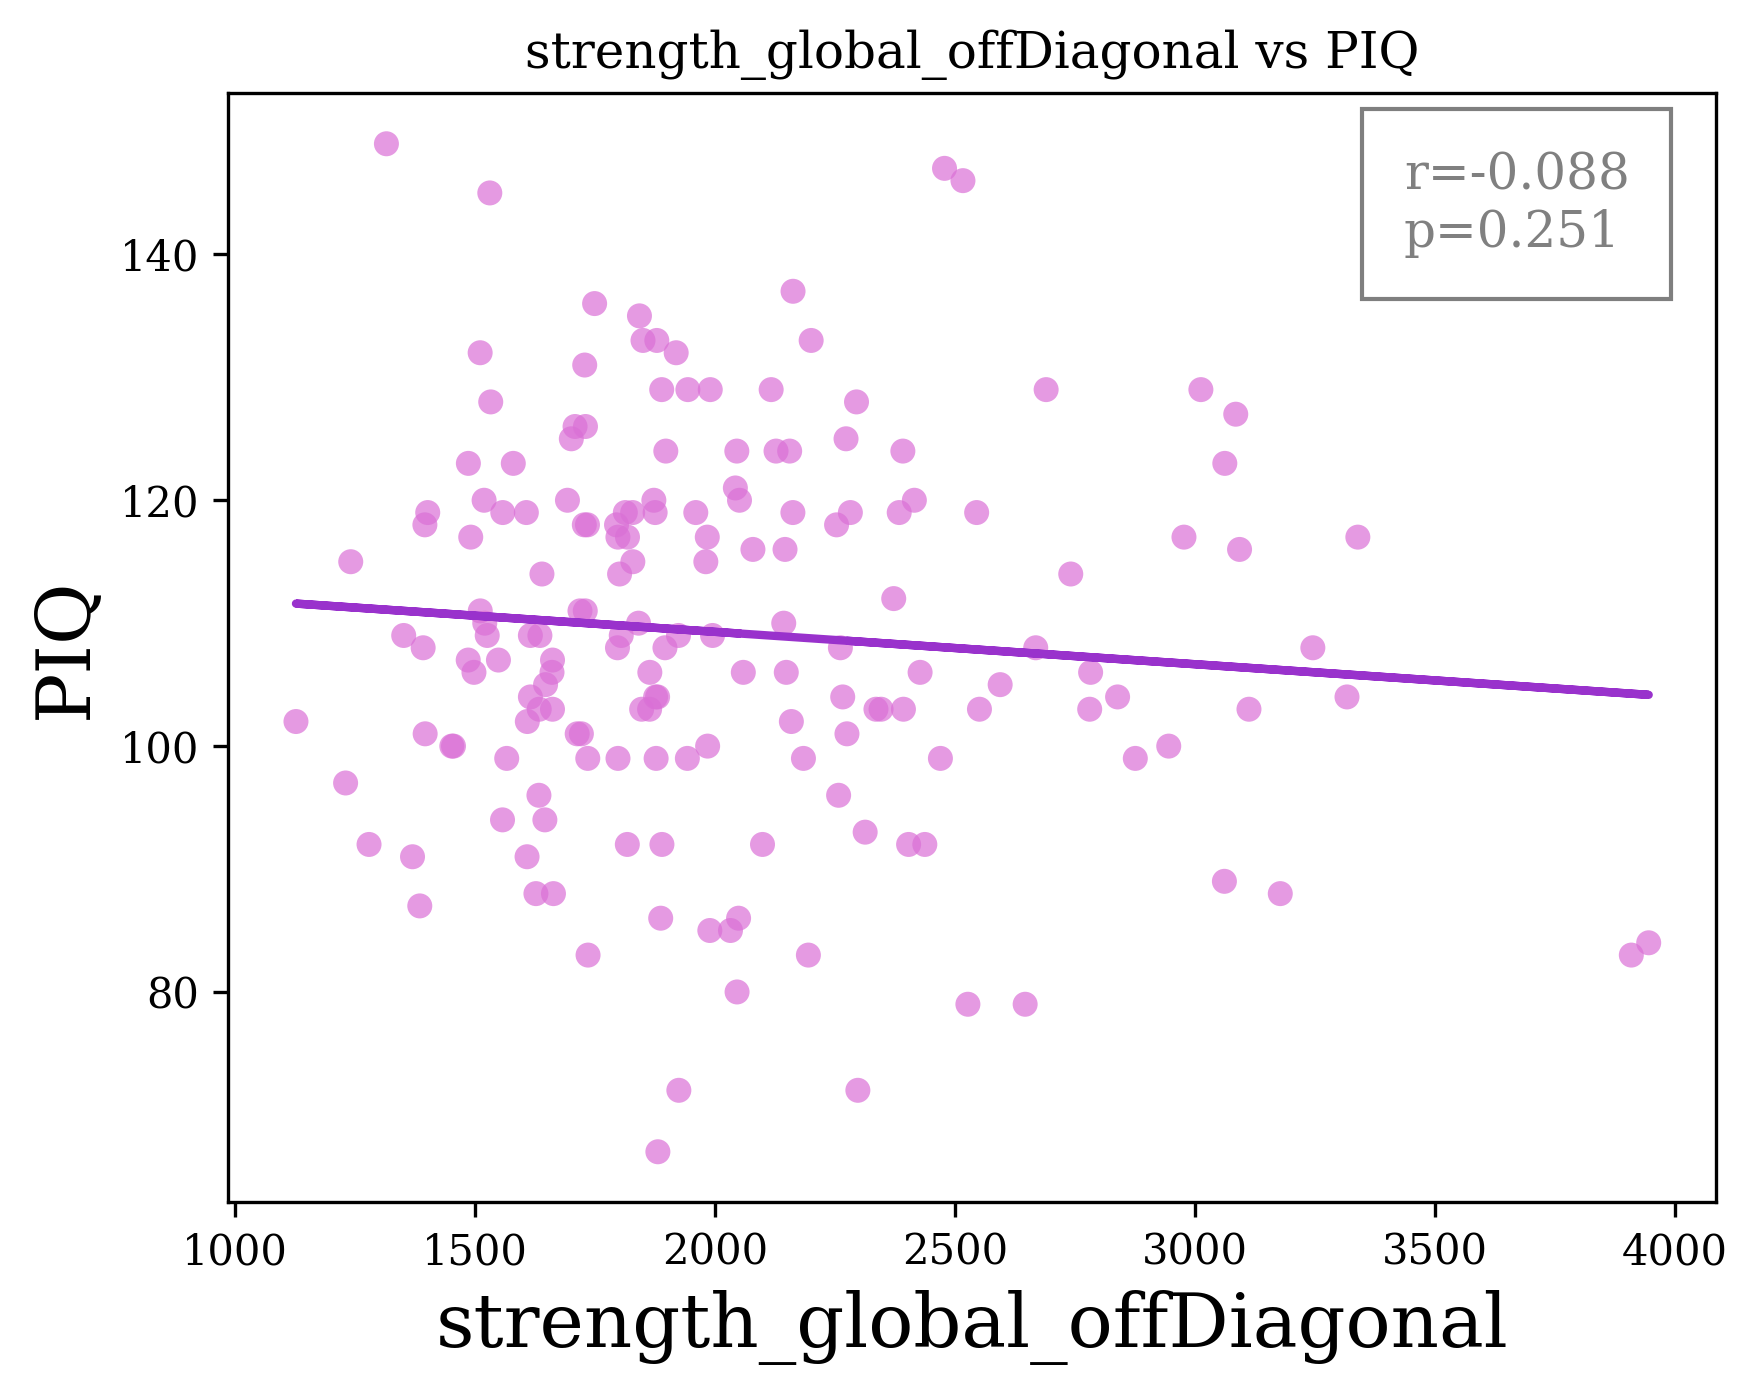 strength_global_offDiagonal vs PIQ
r=-0.088
p=0.251
PIQ
140
120
100
80
1000 1500 2000 2500 3000 3500 4000
strength_global_offDiagonal